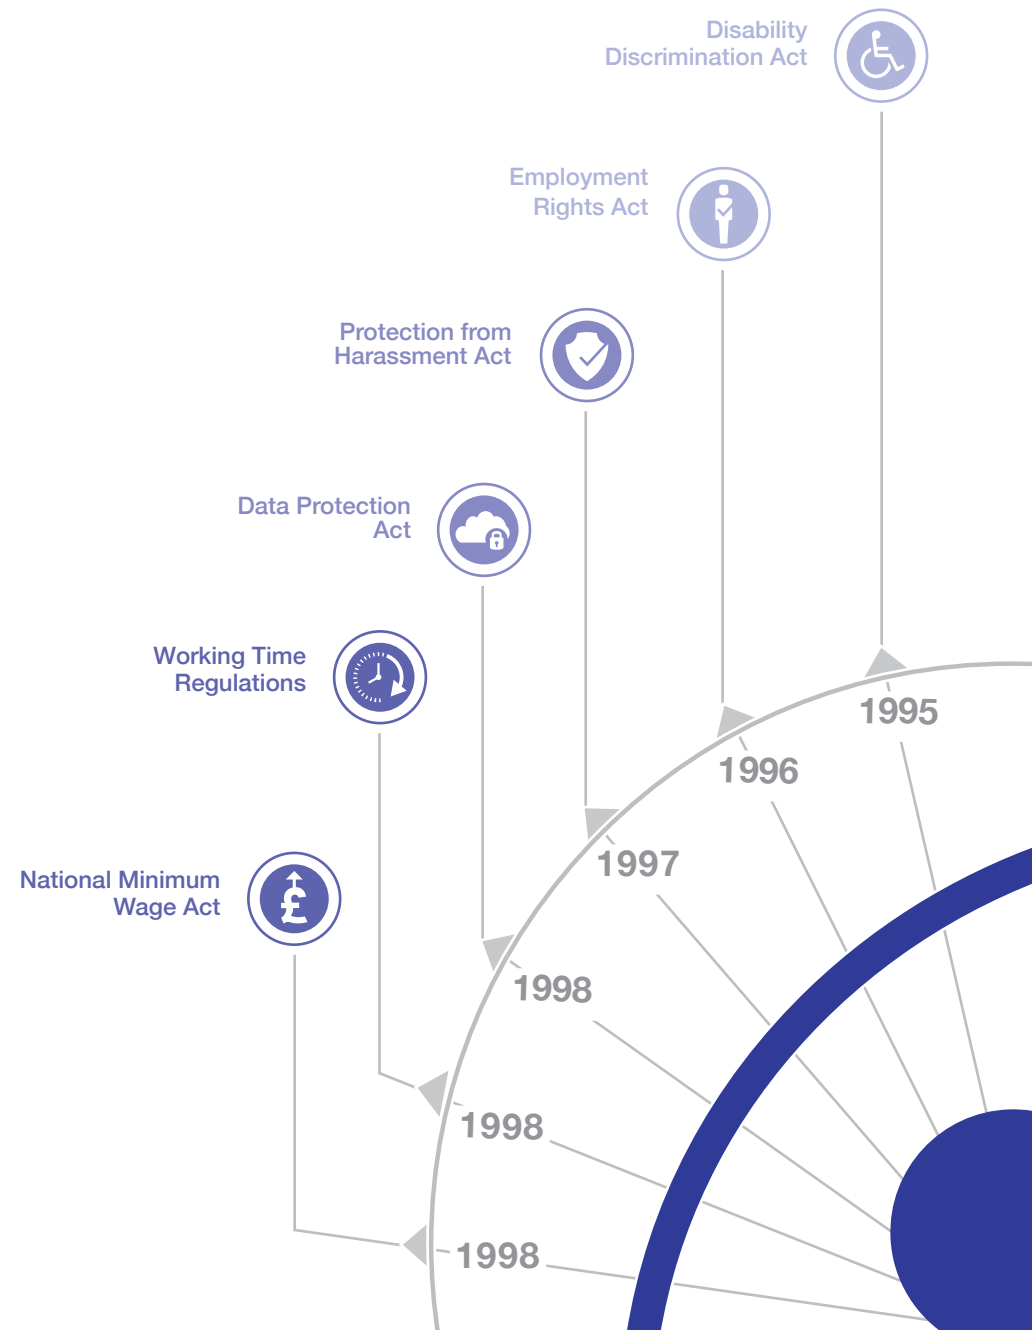 Disability
Discrimination Act
Employment
Rights Act
Protection from
Harassment Act
Data Protection
Act
Working Time
Regulations
1995
1996
1997
National Minimum
Wage Act
1998
1998
1998